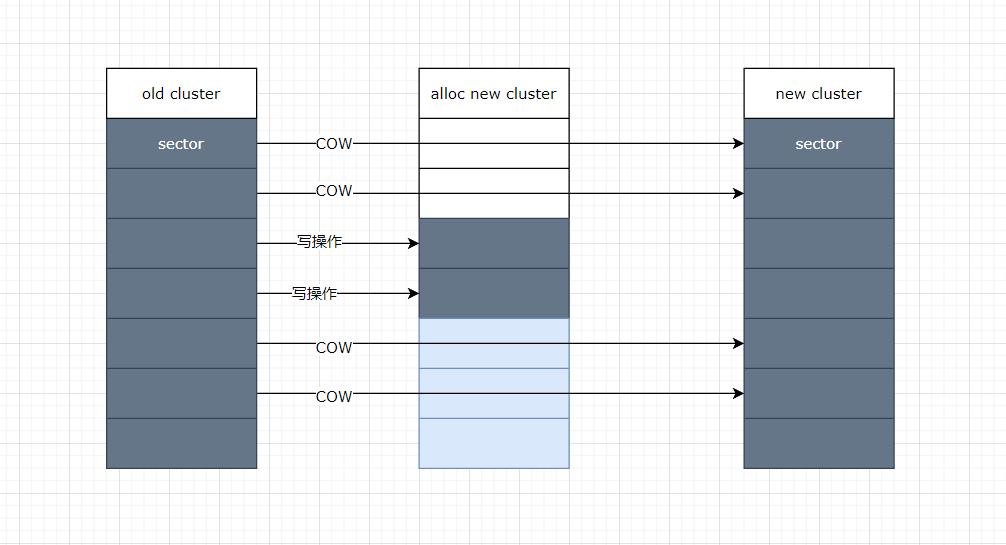 old cluster
alloc new cluster
new cluster
sector
COW
sector
COW
写操作
写操作
COW
COW